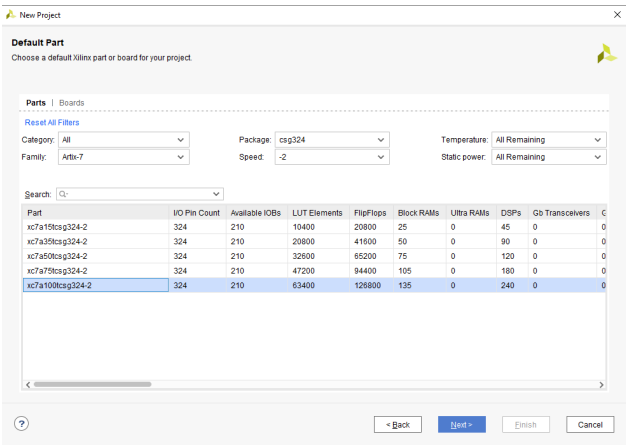 New Project
Default Part
Choose a default Xilinx part or board for your project.
Parts | Boards
Reset All Filters
Category: All Package: csg324 Temperature: All Remaining
Family: Artix-7 Speed: -2 Static power: All Remaining
Search: Q-
Part I/O Pin Count Available IOBs LUT Elements FlipFlops Block RAMs Ultra RAMs DSPs Gb Transceivers G
xc7a15tcsg324-2 324 210 10400 20800 25 0 45 0 0
xc7a35tcsg324-2 324 210 20800 41600 50 0 90 0 0
xc7a50tcsg324-2 324 210 32600 65200 75 0 120 0 0
xc7a75tcsg324-2 324 210 47200 94400 105 0 180 0 0
xc7a100tcsg324-2 324 210 63400 126800 135 0 240 0 0
? < Back Next > Finish Cancel